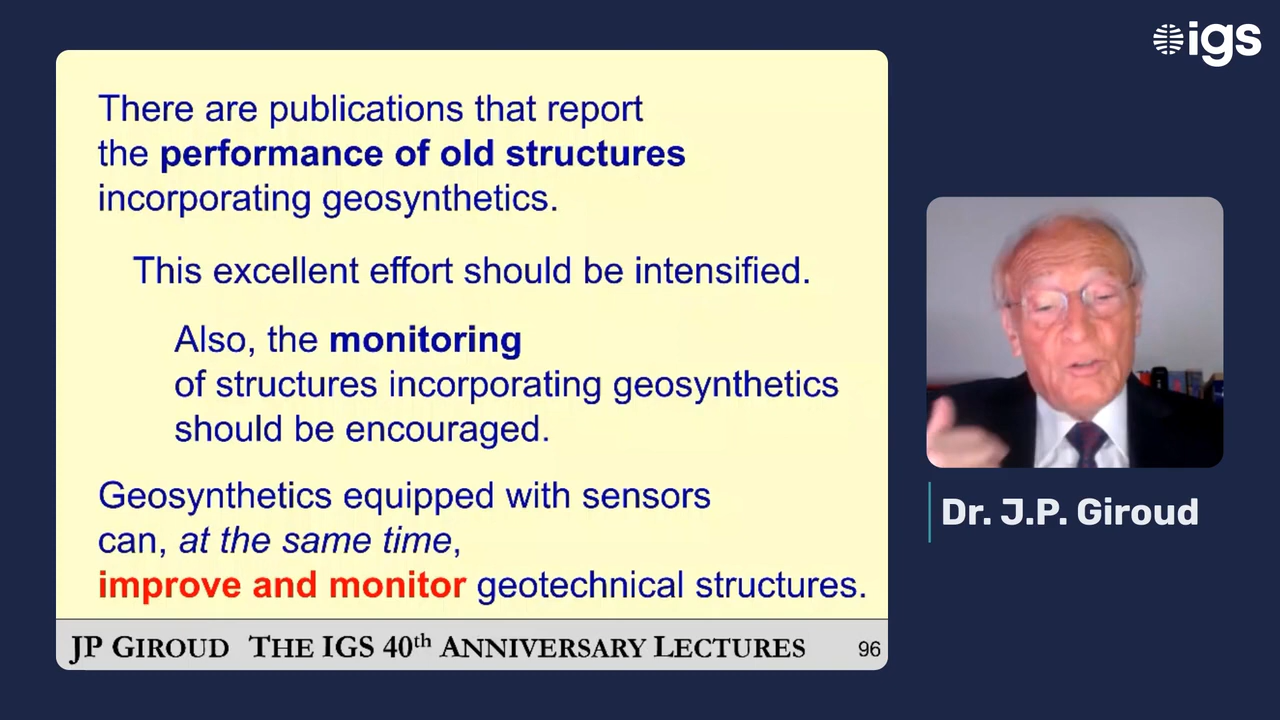 There are publications that report
the performance of old structures
incorporating geosynthetics.
This excellent effort should be intensified.
Also, the monitoring
of structures incorporating geosynthetics
should be encouraged.
Geosynthetics equipped with sensors
can, at the same time,
improve and monitor geotechnical structures.
JP GIROUD THE IGS 40th ANNIVERSARY LECTURES 96
igs
Dr. J.P. Giroud